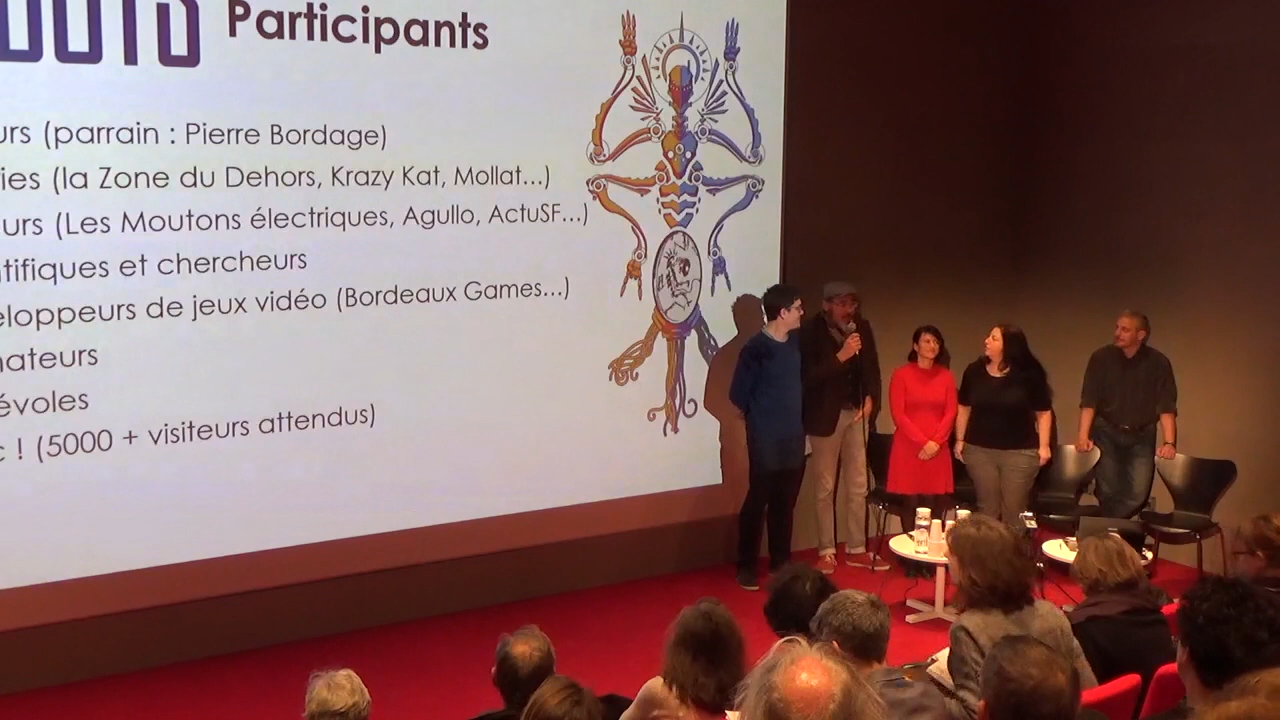 Participants
urs (parrain : Pierre Bordage)
ies (la Zone du Dehors, Krazy Kat, Mollat...)
urs (Les Moutons électriques, Agullo, ActuSF...)
tifiques et chercheurs
eloppeurs de jeux vidéo (Bordeaux Games...)
nateurs
évoles
c ! (5000 + visiteurs attendus)